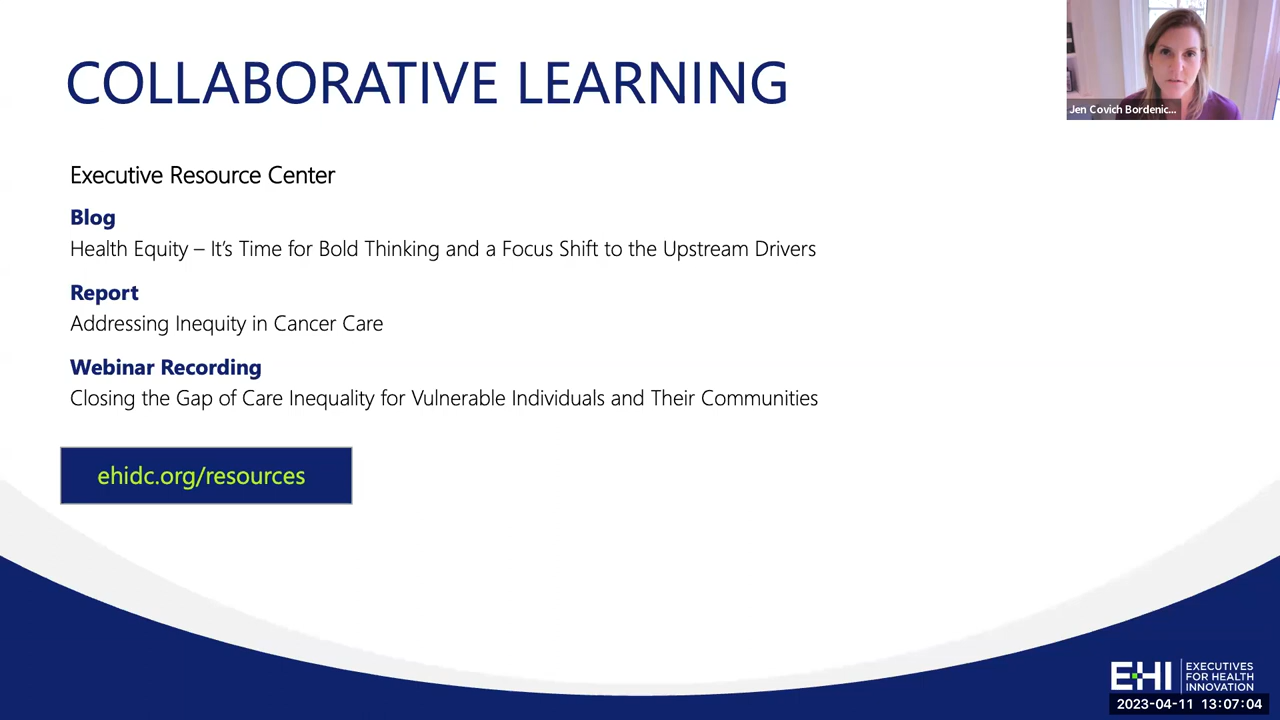 COLLABORATIVE LEARNING
Jen Covich Bordenic...
Executive Resource Center
Blog
Health Equity – It’s Time for Bold Thinking and a Focus Shift to the Upstream Drivers
Report
Addressing Inequity in Cancer Care
Webinar Recording
Closing the Gap of Care Inequality for Vulnerable Individuals and Their Communities
ehidc.org/resources
EHI
EXECUTIVES
FOR HEALTH
INNOVATION
2023-04-11 13:07:04